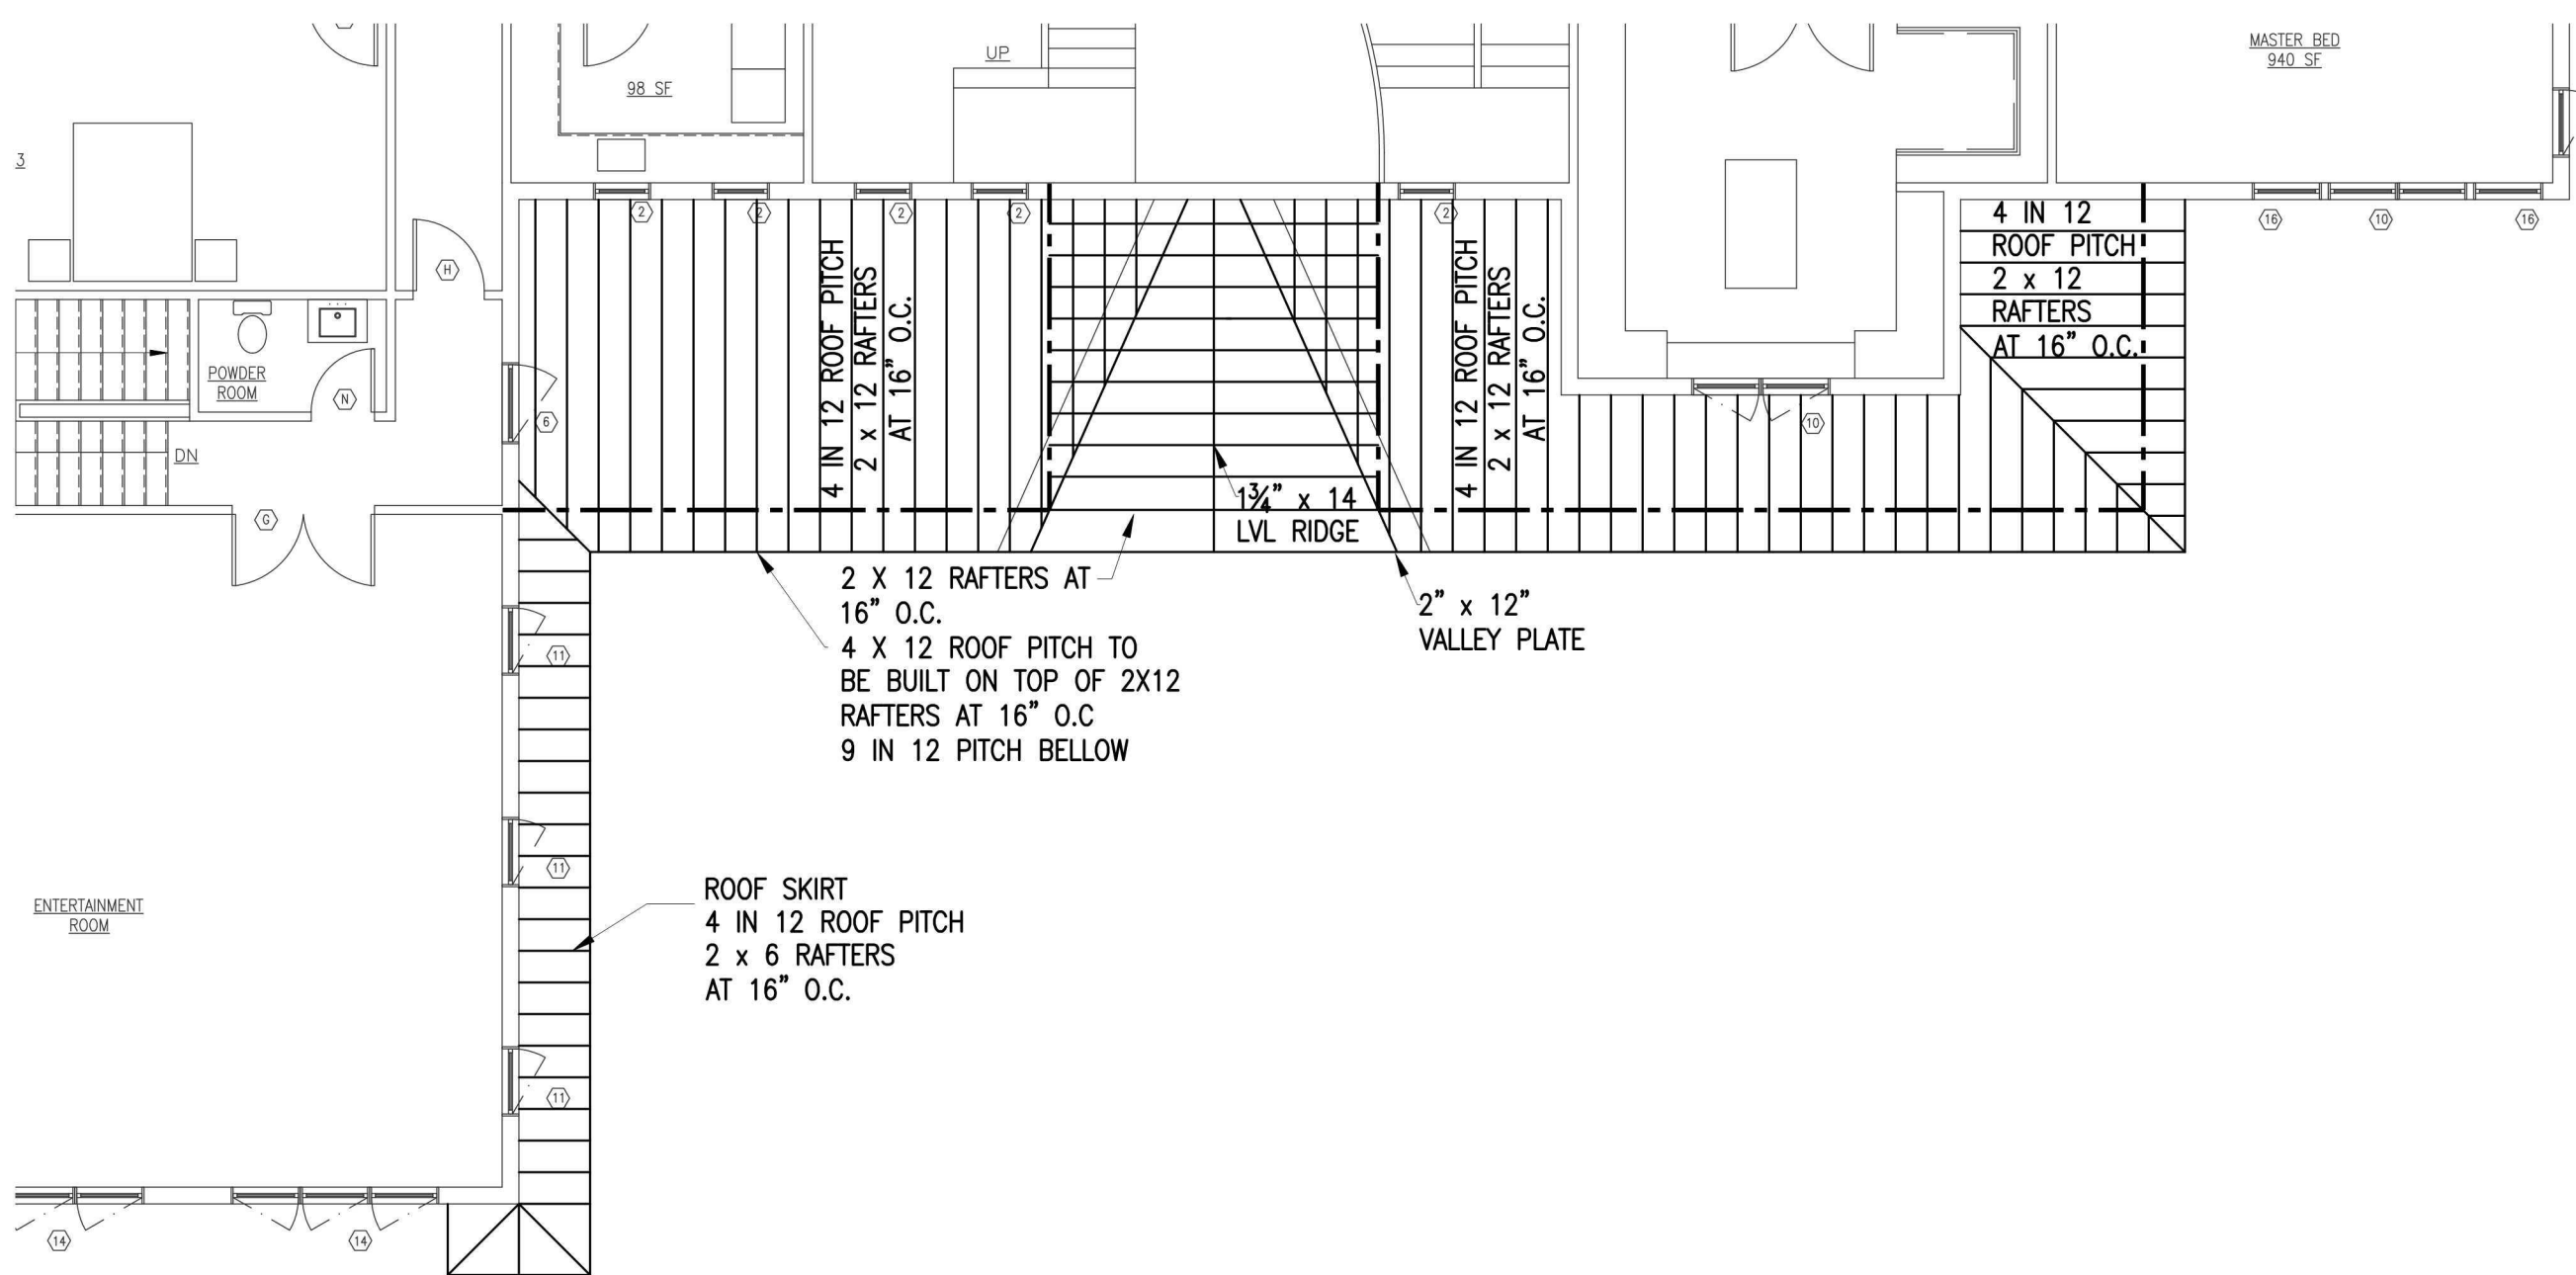 UP
MASTER BED
940 SF
98 SF
3
2
2
2
2
2
16
10
16
H
4 IN 12
ROOF PITCH
2 x 12
RAFTERS
AT 16” O.C.
4 IN 12 ROOF PITCH
2 x 12 RAFTERS
AT 16” O.C.
4 IN 12 ROOF PITCH
2 x 12 RAFTERS
AT 16” O.C.
POWDER
ROOM
N
6
10
DN
G
1¾” x 14
LVL RIDGE
2 X 12 RAFTERS AT
16” O.C.
4 X 12 ROOF PITCH TO
BE BUILT ON TOP OF 2X12
RAFTERS AT 16” O.C
9 IN 12 PITCH BELLOW
2” x 12”
VALLEY PLATE
11
11
11
ROOF SKIRT
4 IN 12 ROOF PITCH
2 x 6 RAFTERS
AT 16” O.C.
ENTERTAINMENT
ROOM
14
14